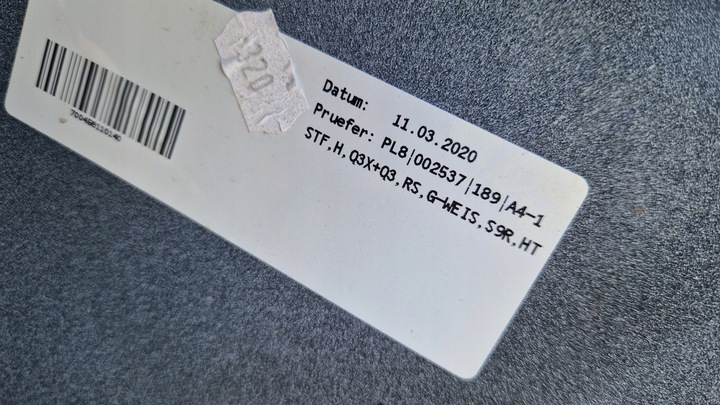 Datum: 11.03.2020
Pruefer: PL8|002537|189|A4-1
STF,H,Q3X+Q3,RS,G-WEIS,S9R,HT